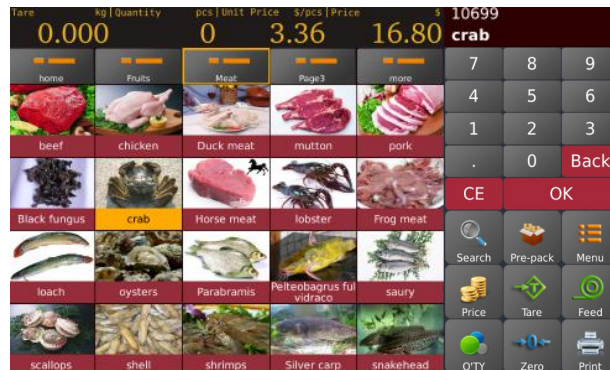 Tare kg|Quantity pcs|Unit Price $/pcs|Price $
0.000 0 3.36 16.80
10699
crab
home Fruits Meat Page3 more
7 8 9
4 5 6
1 2 3
. 0 Back
CE OK
beef chicken Duck meat mutton pork
Black fungus crab Horse meat lobster Frog meat
loach oysters Parabramis Pelteobagrus ful
vidraco saury
scallops shell shrimps Silver carp snakehead
Search Pre-pack Menu
Price Tare Feed
Q'TY Zero Print